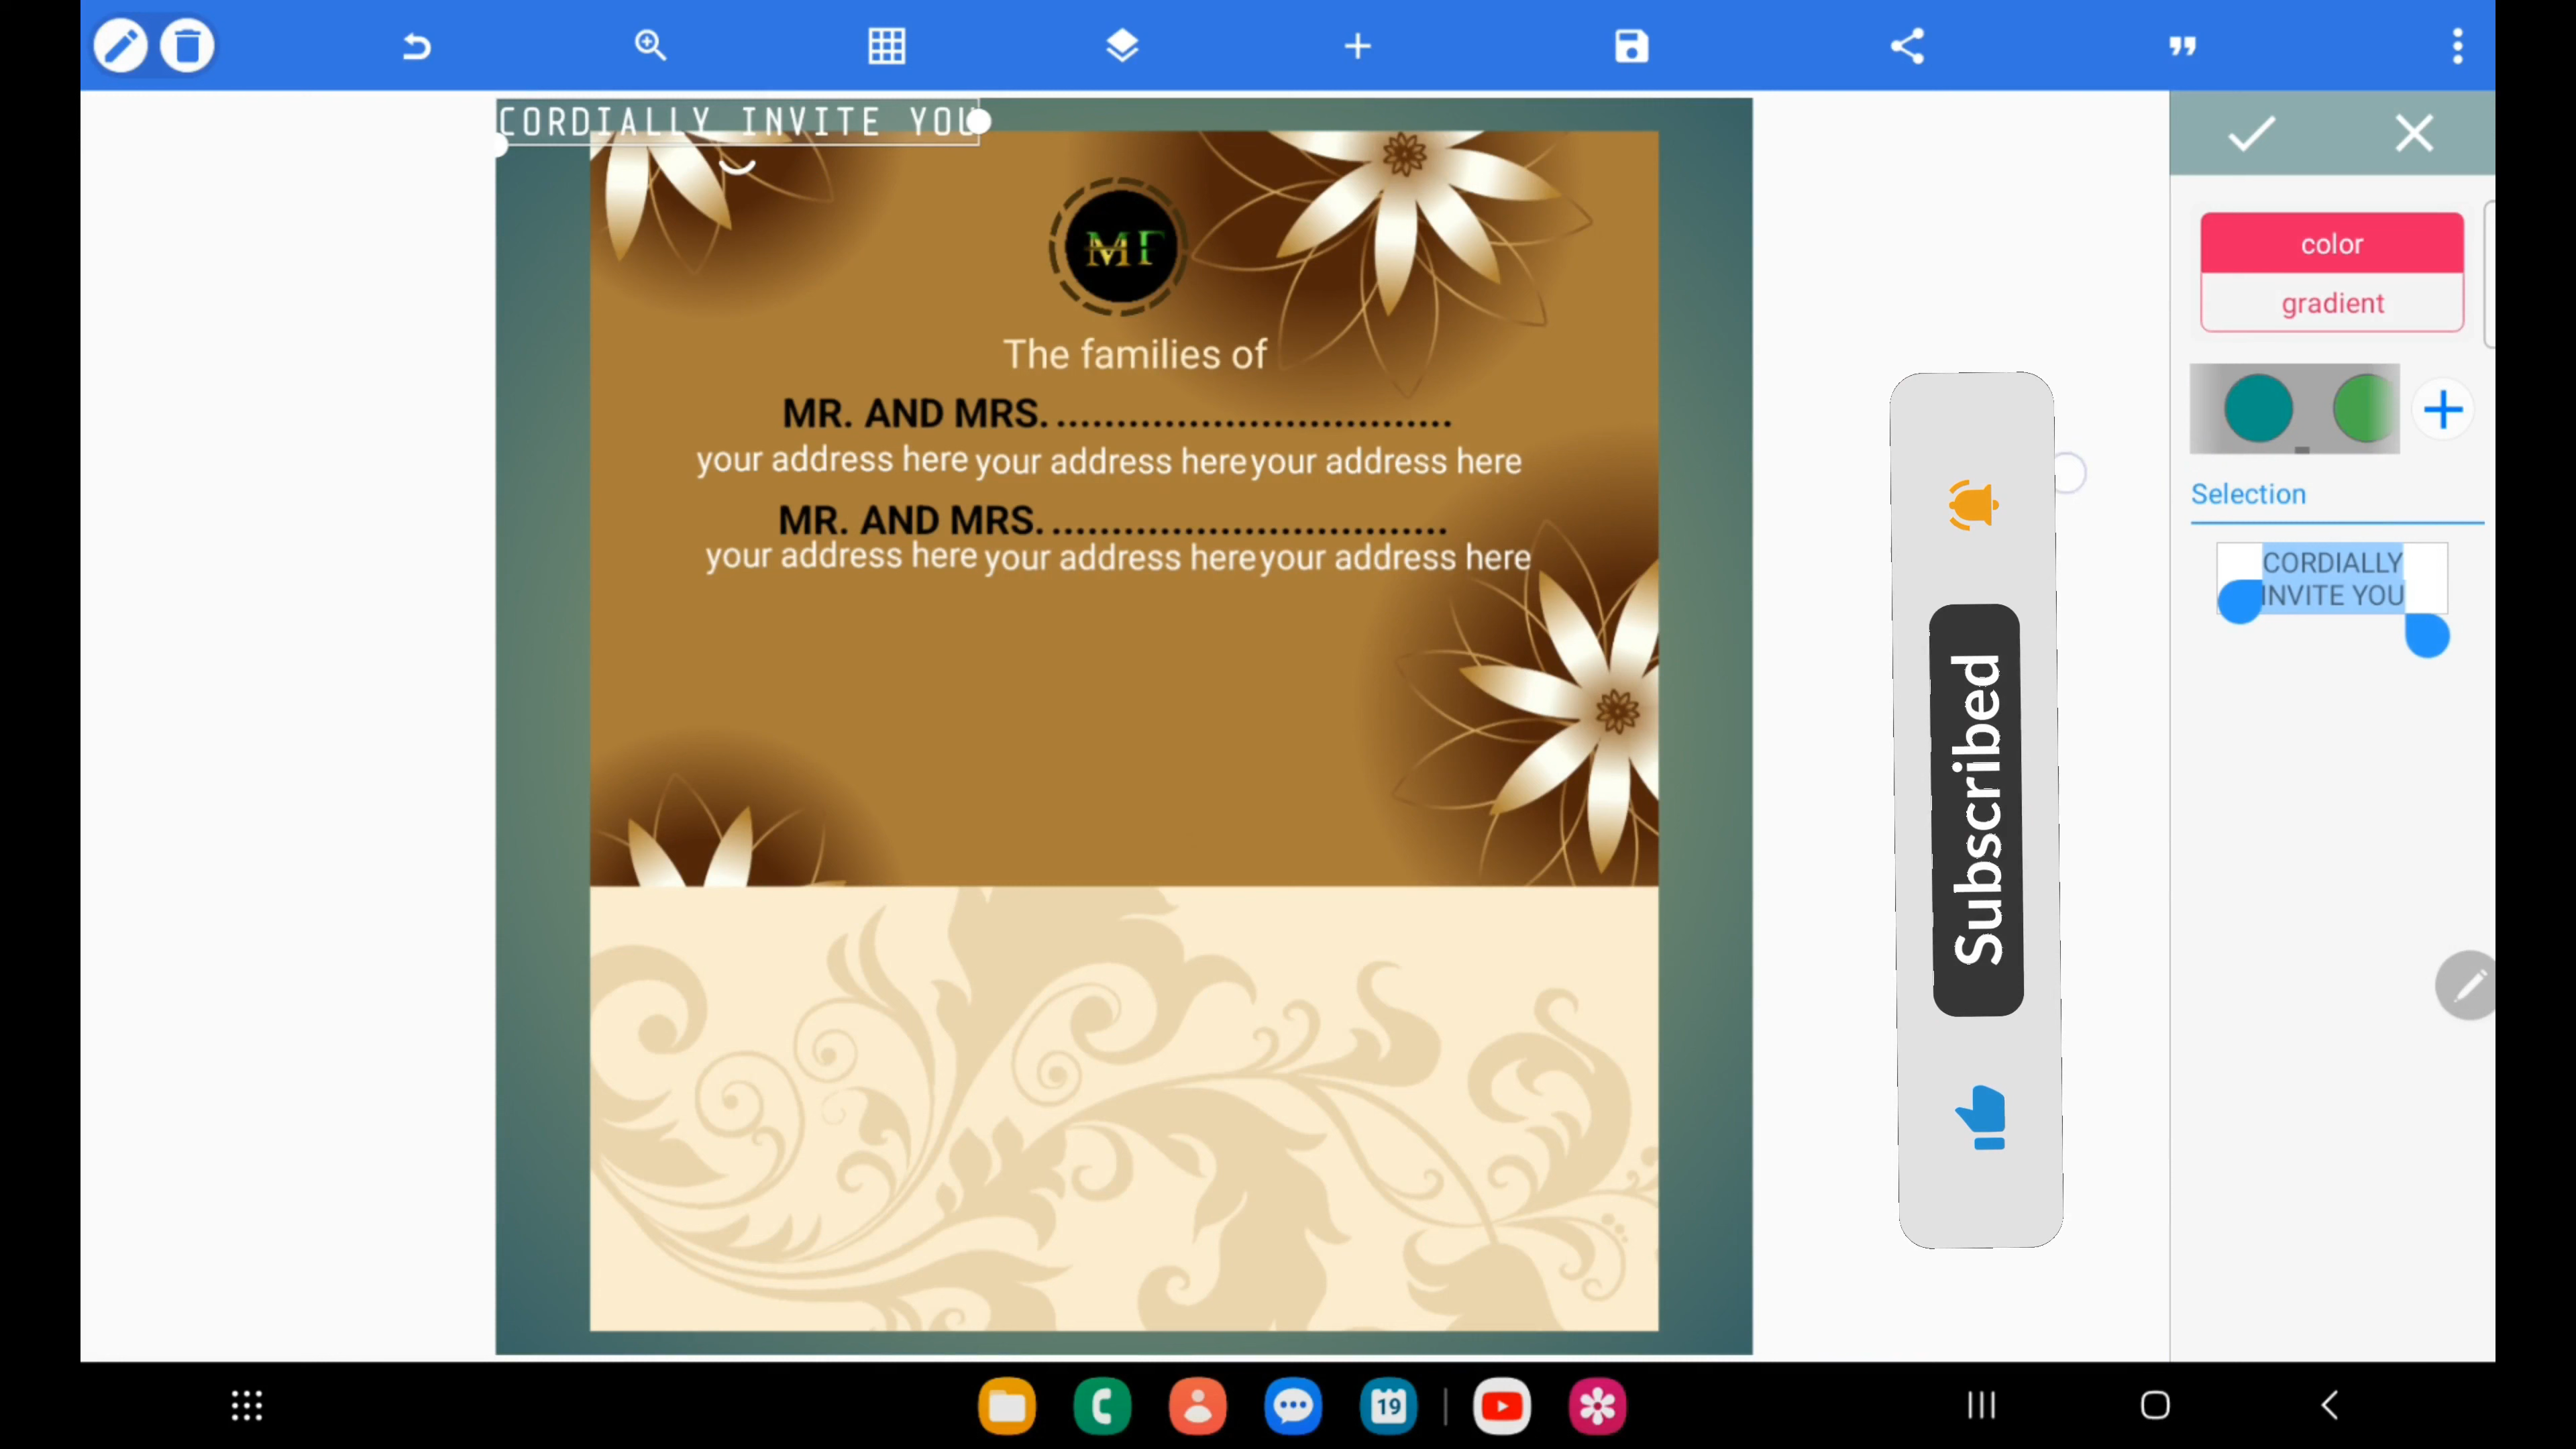 CORDIALLY INVITE YOU
The families of
MR. AND MRS. .................................
your address here your address here your address here
MR. AND MRS. .................................
your address here your address here your address here
color
gradient
Selection
CORDIALLY
INVITE YOU
Subscribed
19